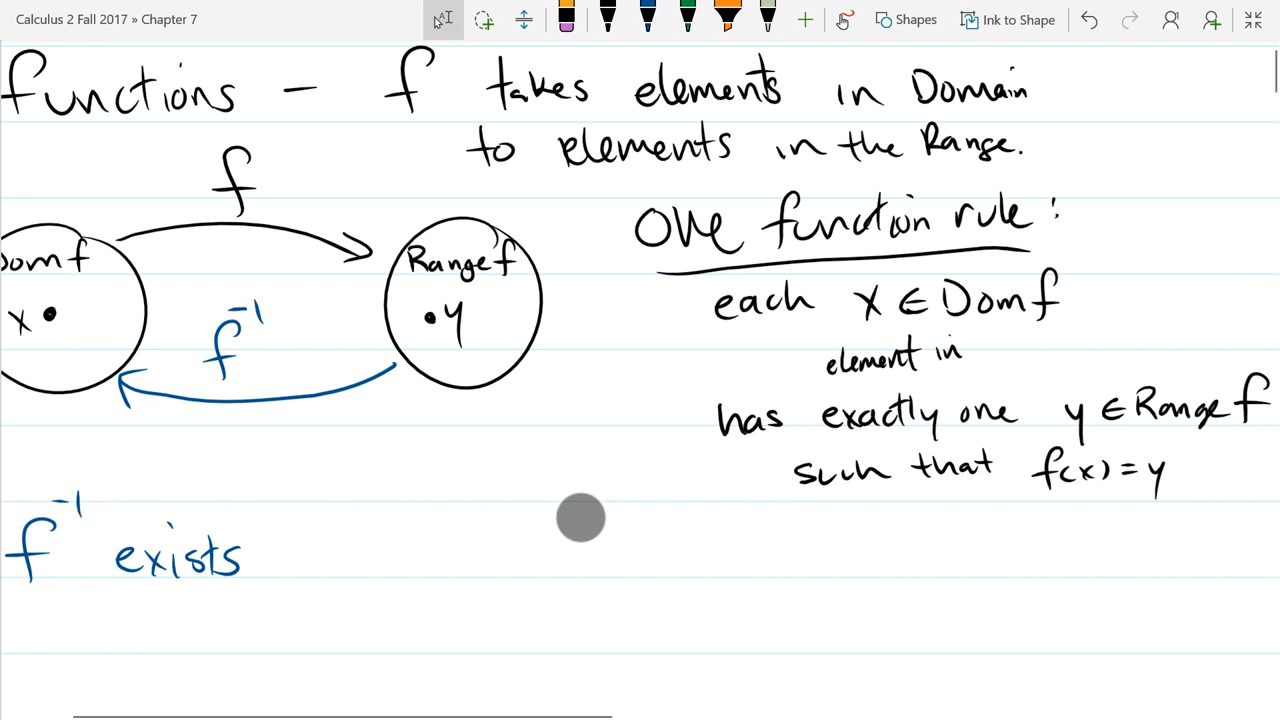 Calculus 2 Fall 2017 » Chapter 7
Shapes
Ink to Shape
functions - f takes elements in Domain
to elements in the Range.
f
One function rule:
Dom f
Range f
each x ∈ Dom f
x
y
f⁻¹
element in
has exactly one y ∈ Range f
such that f(x) = y
f⁻¹ exists